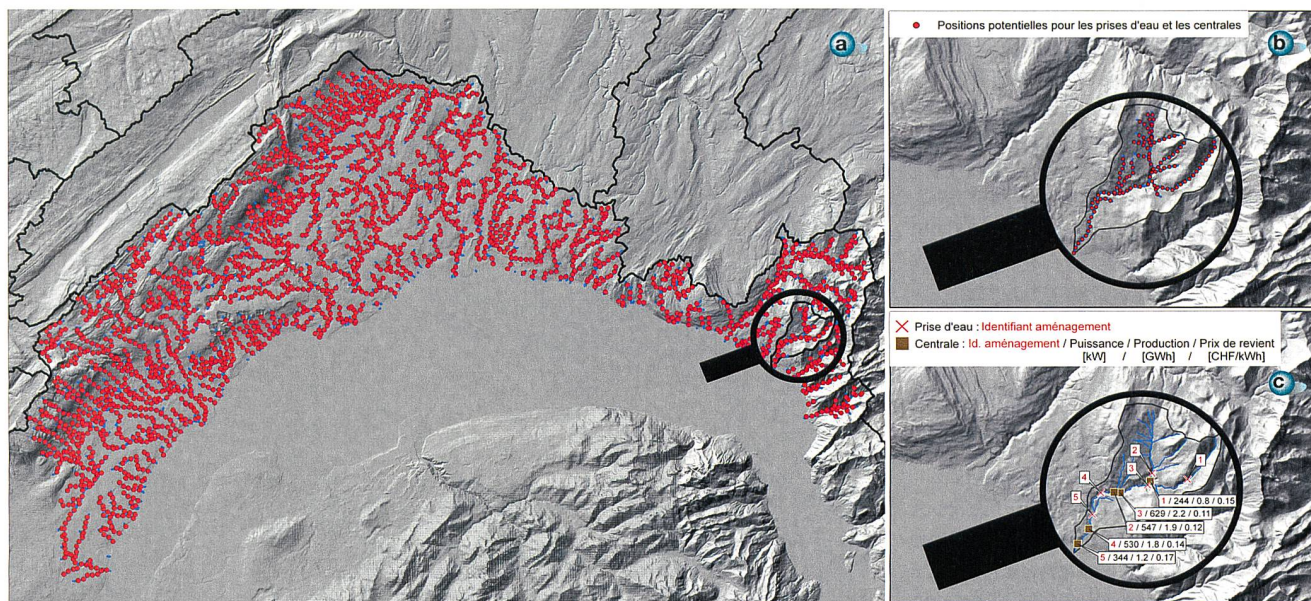 a
Positions potentielles pour les prises d'eau et les centrales
b
Prise d'eau : Identifiant aménagement
Centrale : Id. aménagement / Puissance / Production / Prix de revient
[kW] / [GWh] / [CHF/kWh]
c
2
1
3
4
5
1 / 244 / 0.8 / 0.15
3 / 629 / 2.2 / 0.11
2 / 547 / 1.9 / 0.12
4 / 530 / 1.8 / 0.14
5 / 344 / 1.2 / 0.17